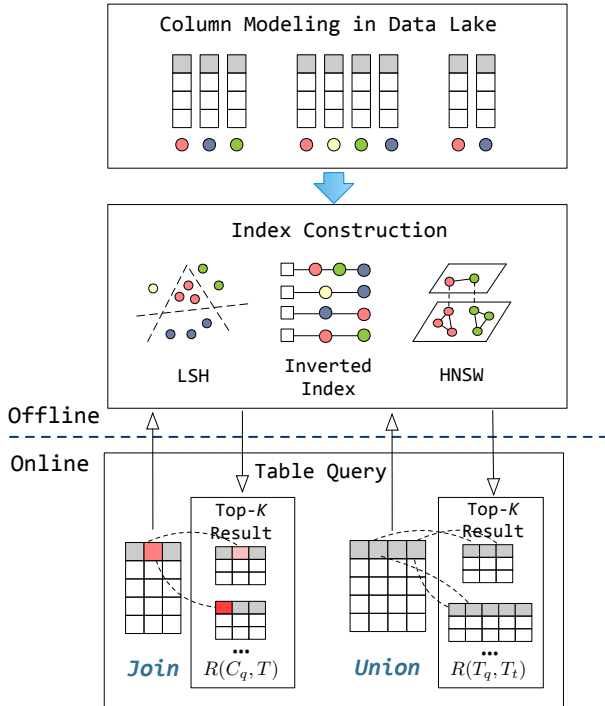 Column Modeling in Data Lake
Index Construction
LSH
Inverted
Index
HNSW
Offline
Online
Table Query
Top-K
Result
Top-K
Result
...
...
Join
R(C_q, T)
Union
R(T_q, T_t)